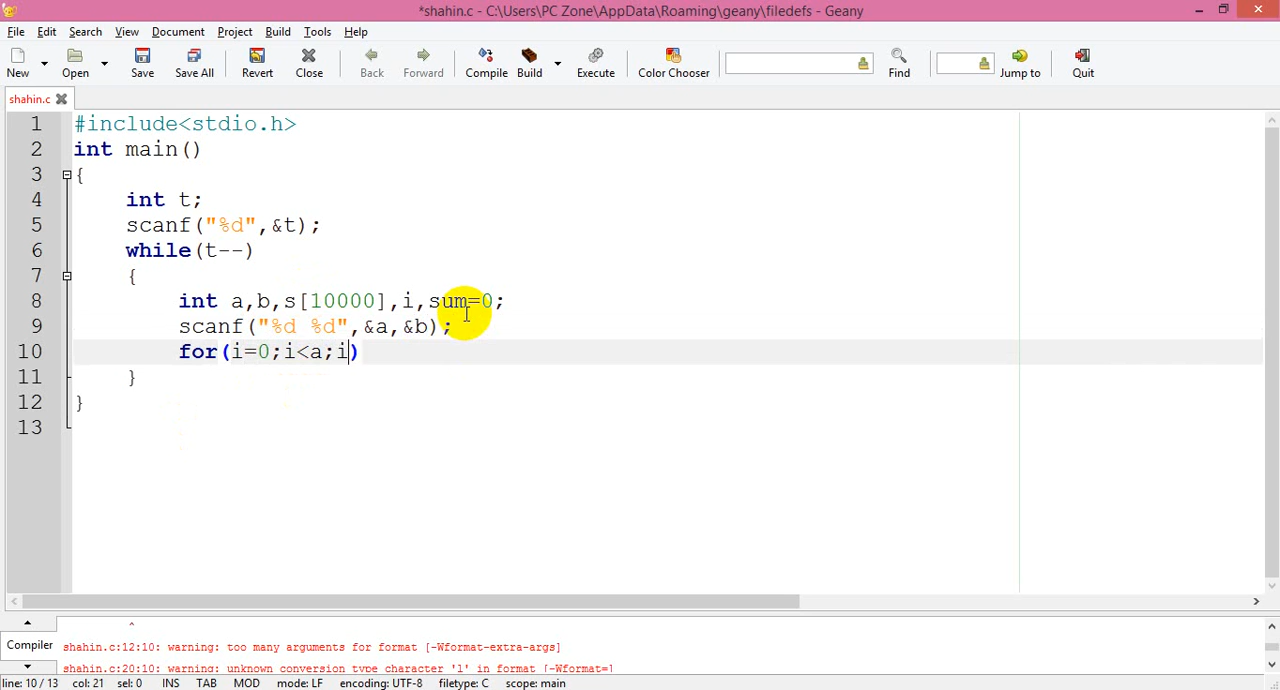 *shahin.c - C:\Users\PC Zone\AppData\Roaming\geany\filedefs - Geany
File Edit Search View Document Project Build Tools Help
New Open Save Save All Revert Close Back Forward Compile Build Execute Color Chooser Find Jump to Quit
shahin.c
1 #include<stdio.h>
2 int main()
3 {
4 int t;
5 scanf("%d",&t);
6 while(t--)
7 {
8 int a,b,s[10000],i,sum=0;
9 scanf("%d %d",&a,&b);
10 for(i=0;i<a;i)
11 }
12 }
13
Compiler
^
shahin.c:12:10: warning: too many arguments for format [-Wformat-extra-args]
shahin.c:20:10: warning: unknown conversion type character 'l' in format [-Wformat=]
line: 10 / 13 col: 21 sel: 0 INS TAB MOD mode: LF encoding: UTF-8 filetype: C scope: main